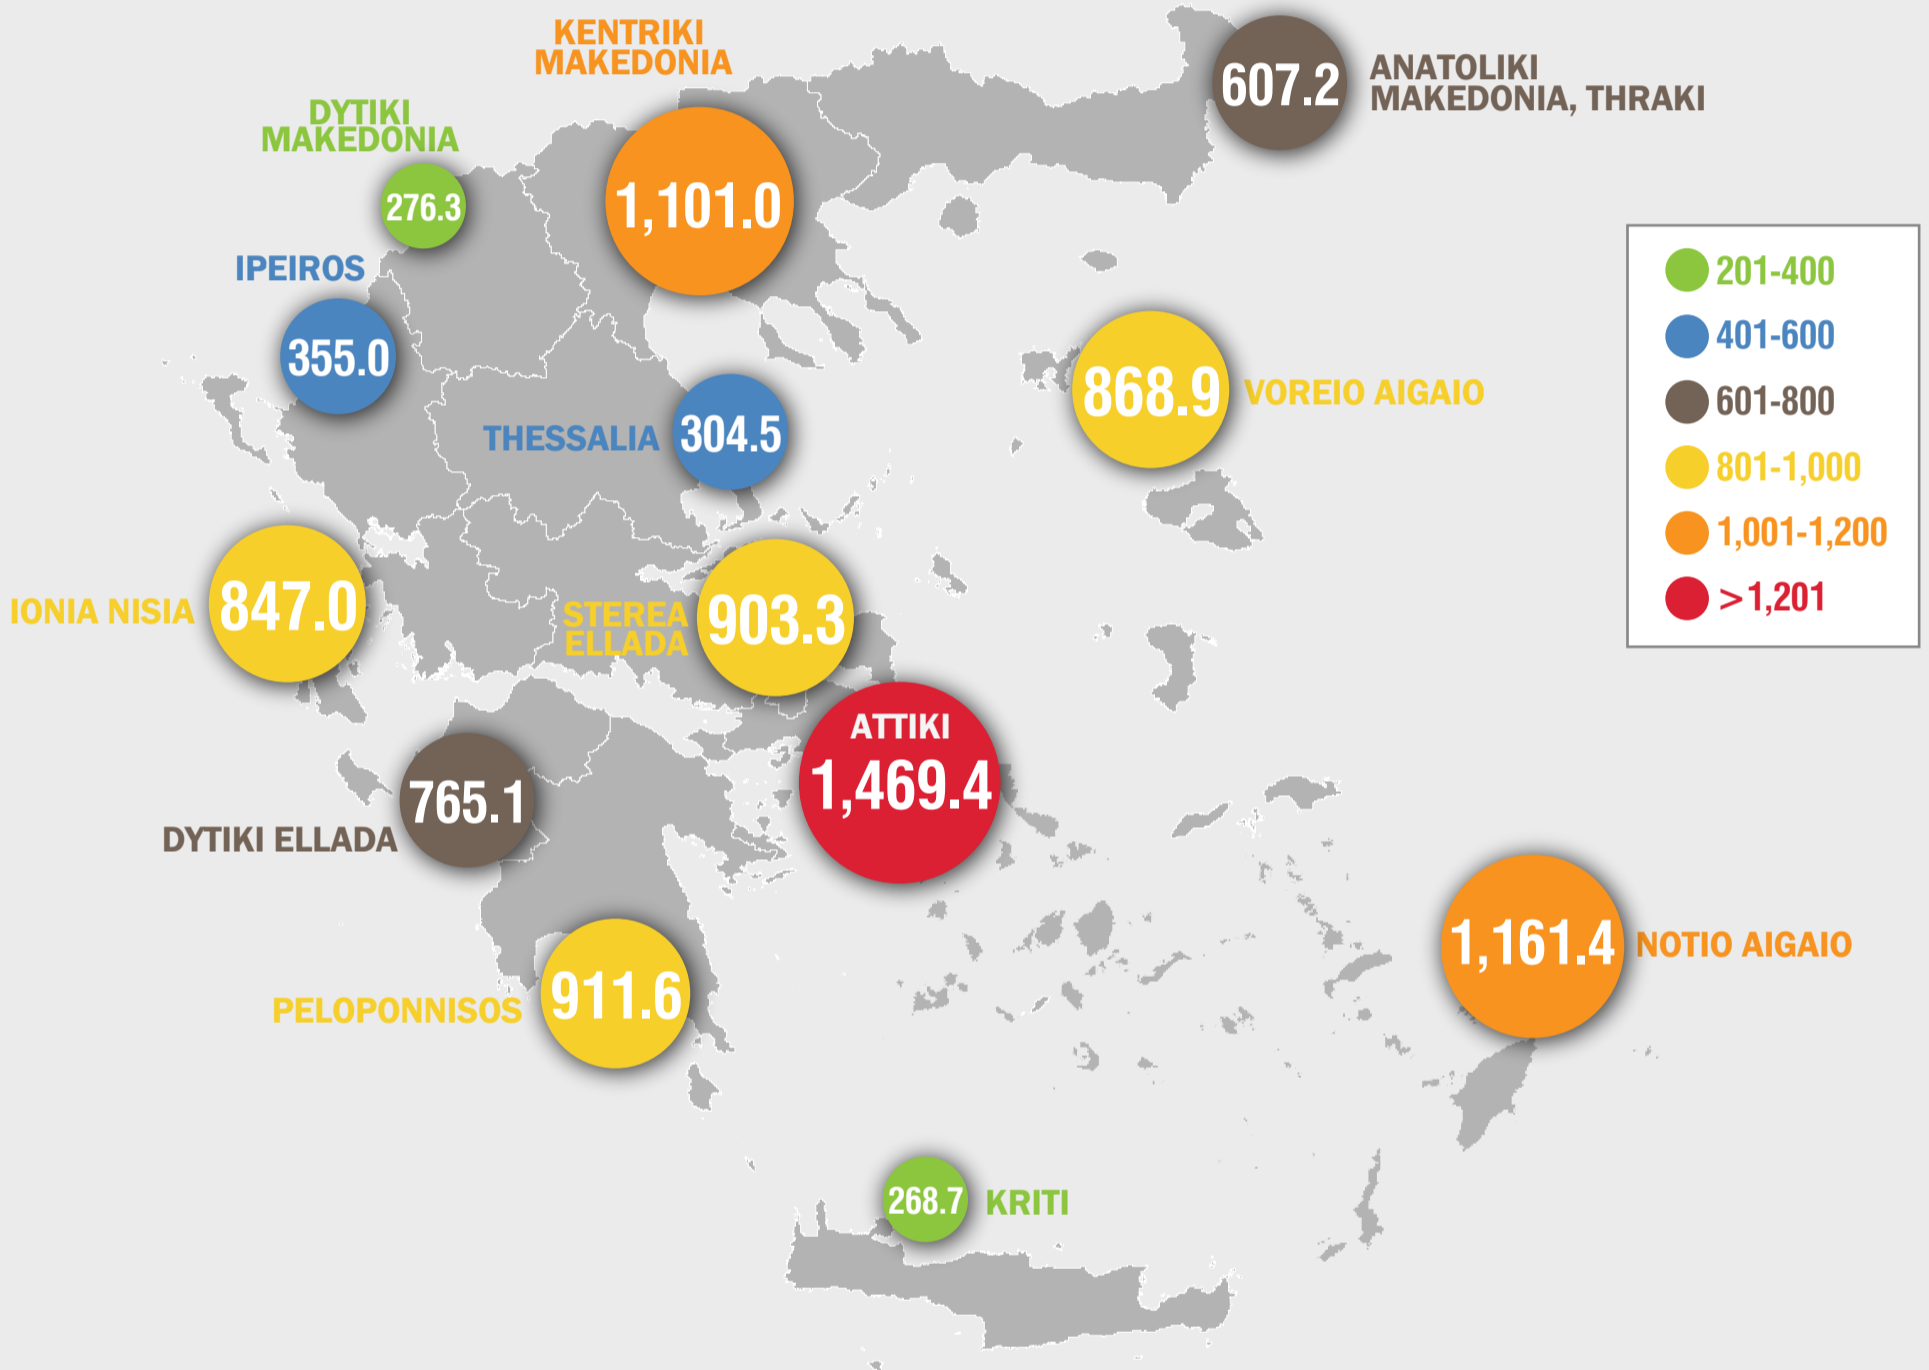 KENTRIKI
MAKEDONIA
1,101.0
607.2
ANATOLIKI
MAKEDONIA, THRAKI
DYTIKI
MAKEDONIA
276.3
IPEIROS
355.0
THESSALIA
304.5
868.9
VOREIO AIGAIO
201-400
401-600
601-800
801-1,000
1,001-1,200
>1,201
IONIA NISIA
847.0
STEREA
ELLADA
903.3
ATTIKI
1,469.4
765.1
DYTIKI ELLADA
1,161.4
NOTIO AIGAIO
PELOPONNISOS
911.6
268.7
KRITI